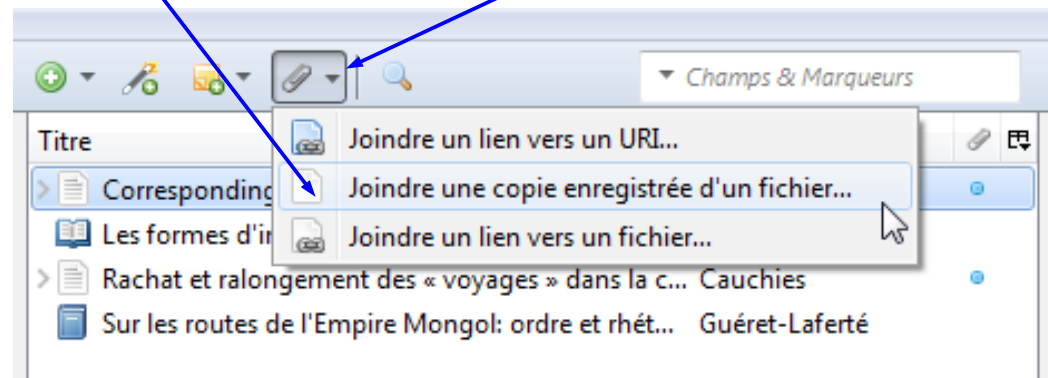 Champs & Marqueurs
Titre
Joindre un lien vers un URI...
Corresponding
Joindre une copie enregistrée d'un fichier...
Les formes d'ir
Joindre un lien vers un fichier...
Rachat et ralongement des « voyages » dans la c... Cauchies
Sur les routes de l'Empire Mongol: ordre et rhét... Guéret-Laferté